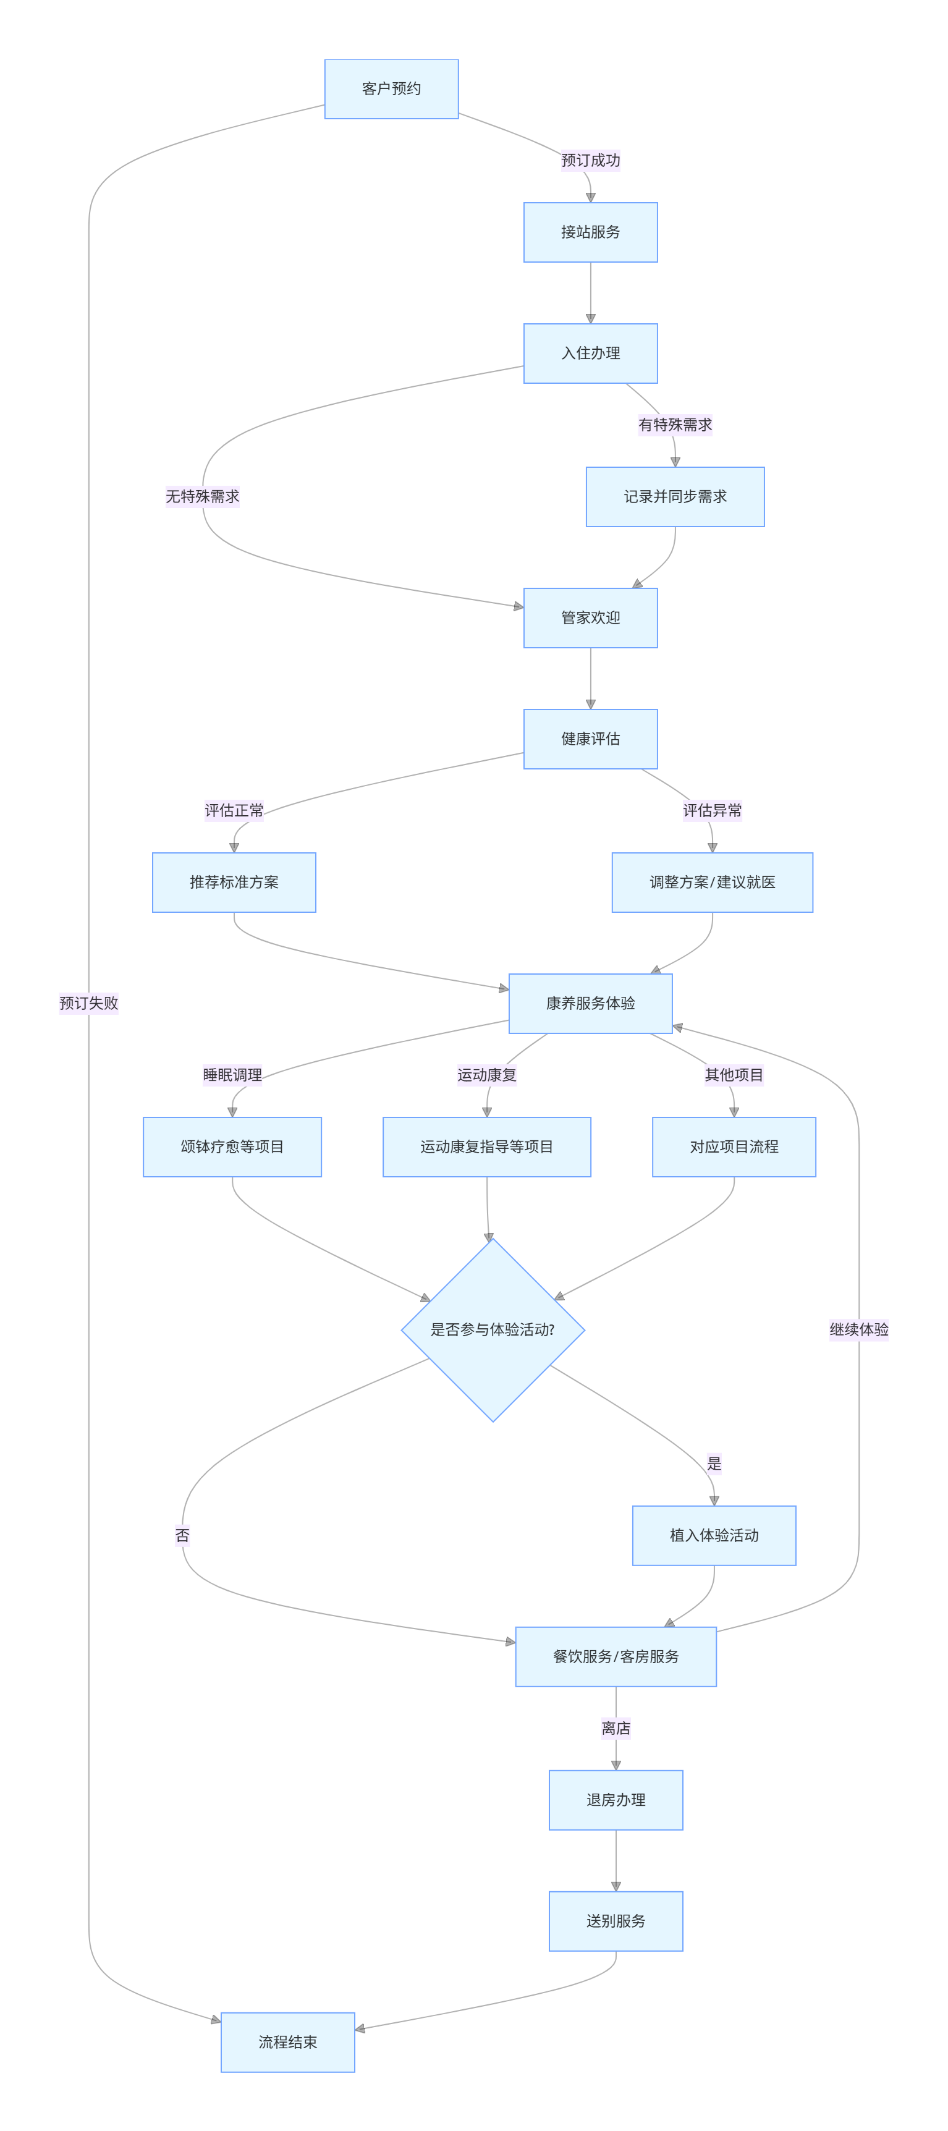 客户预约
预订成功
接站服务
入住办理
有特殊需求
无特殊需求
记录并同步需求
管家欢迎
健康评估
评估正常
评估异常
推荐标准方案
调整方案/建议就医
预订失败
康养服务体验
睡眠调理
运动康复
其他项目
颂钵疗愈等项目
运动康复指导等项目
对应项目流程
是否参与体验活动?
继续体验
是
否
植入体验活动
餐饮服务/客房服务
离店
退房办理
送别服务
流程结束